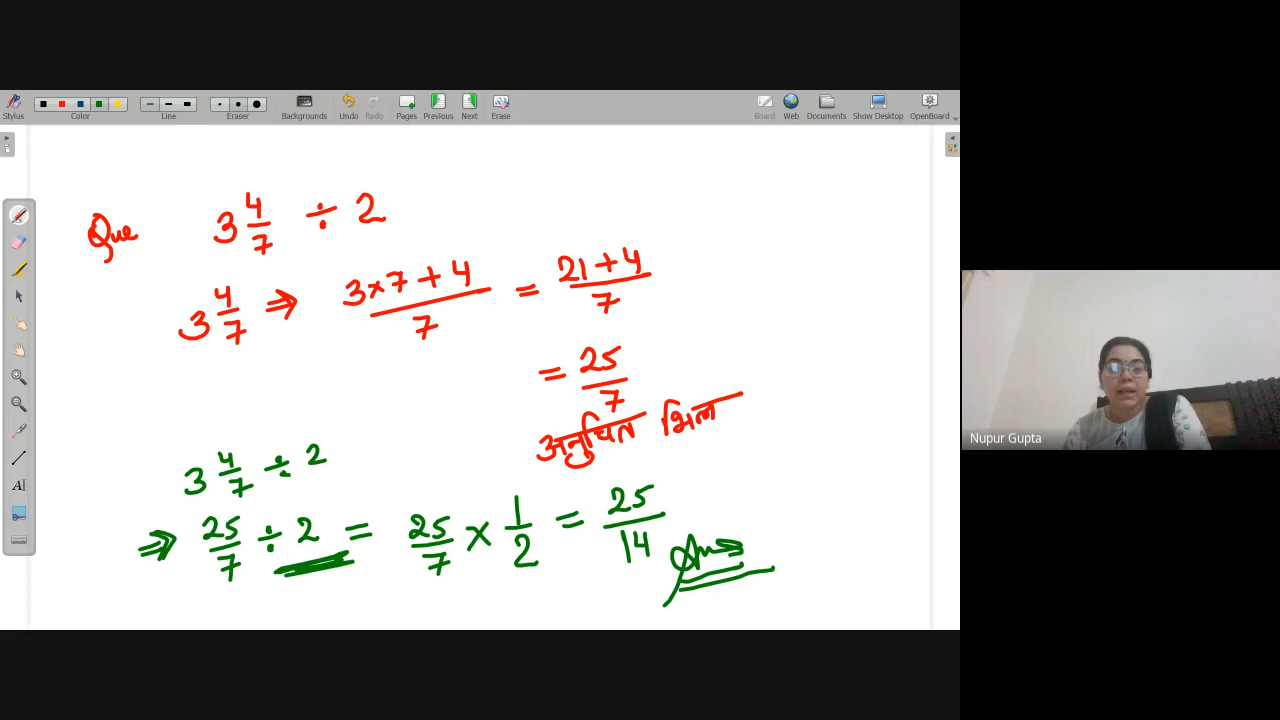 Stylus Color Line Eraser Backgrounds Undo Redo Pages Previous Next Erase Board Web Documents Show Desktop OpenBoard
Que 3 4/7 ÷ 2
3 4/7 ⇒ (3×7+4)/7 = (21+4)/7
= 25/7
अनुचित भिन्न
3 4/7 ÷ 2
⇒ 25/7 ÷ 2 = 25/7 × 1/2 = 25/14 Ans
Nupur Gupta